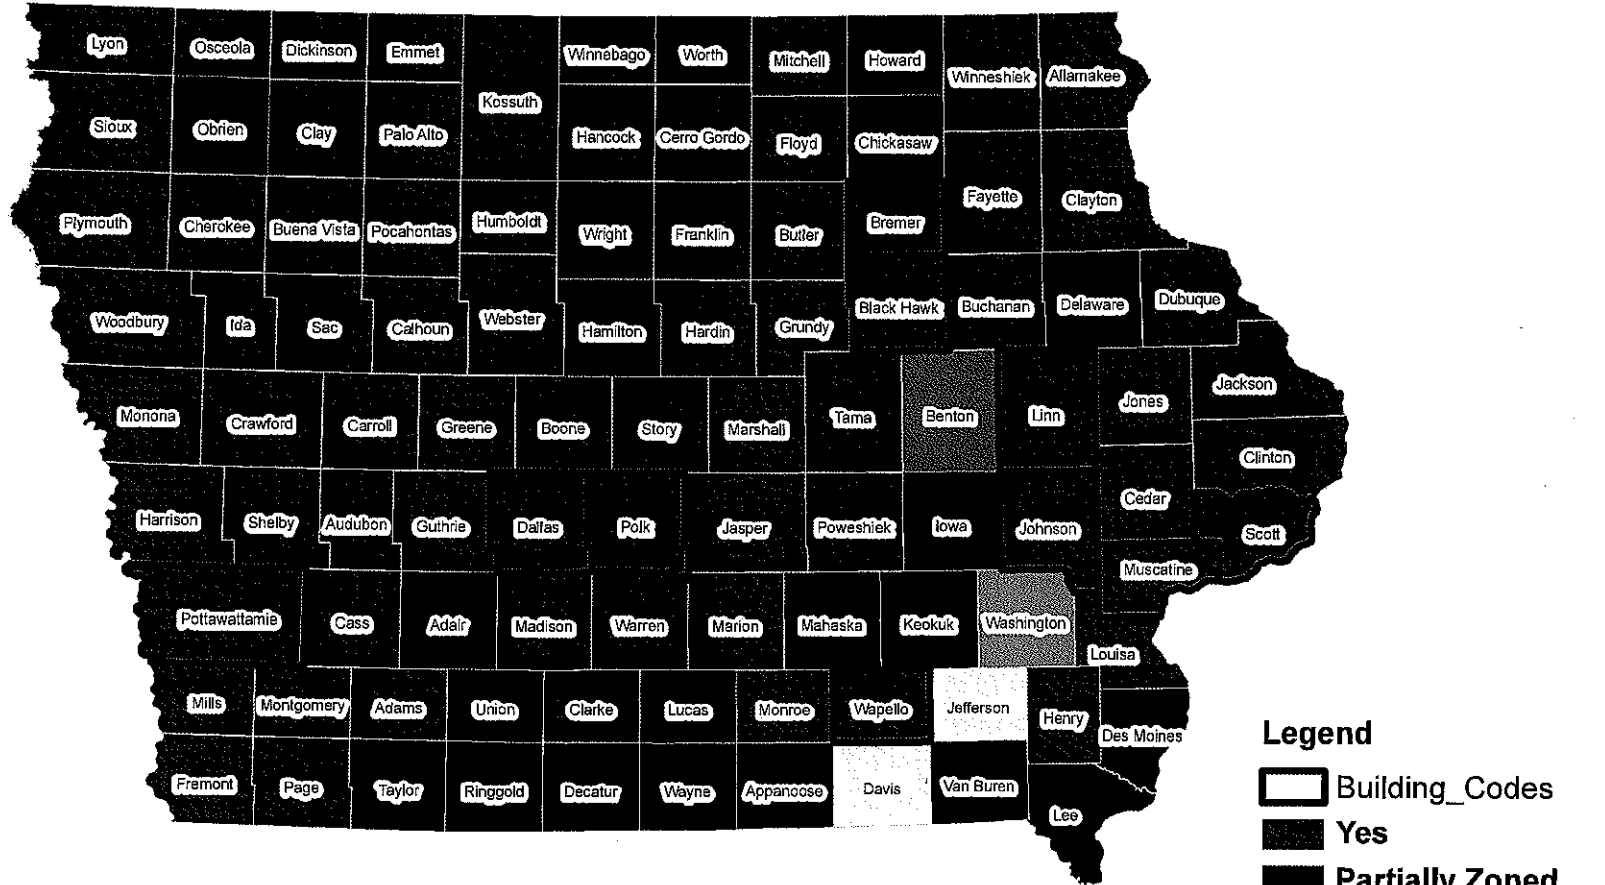 Lyon Osceola Dickinson Emmet Kossuth Winnebago Worth Mitchell Howard Winneshiek Allamakee
Sioux Obrien Clay Palo Alto Hancock Cerro Gordo Floyd Chickasaw
Plymouth Cherokee Buena Vista Pocahontas Humboldt Wright Franklin Butler Bremer Fayette Clayton
Woodbury Ida Sac Calhoun Webster Hamilton Hardin Grundy Black Hawk Buchanan Delaware Dubuque
Monona Crawford Carroll Greene Boone Story Marshall Tama Benton Linn Jones Jackson
Clinton
Harrison Shelby Audubon Guthrie Dallas Polk Jasper Poweshiek Iowa Johnson Cedar Scott
Muscatine
Pottawattamie Cass Adair Madison Warren Marion Mahaska Keokuk Washington Louisa
Mills Montgomery Adams Union Clarke Lucas Monroe Wapello Jefferson Henry Des Moines
Fremont Page Taylor Ringgold Decatur Wayne Appanoose Davis Van Buren Lee
Legend
Building_Codes
Yes
Partially Zoned